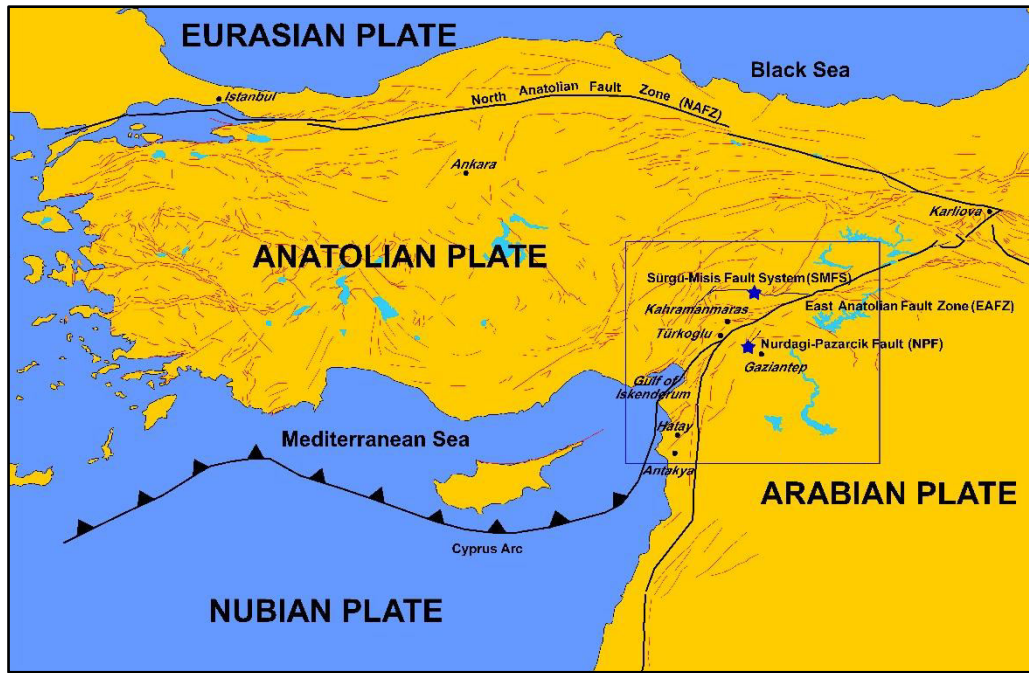 EURASIAN PLATE
Black Sea
Istanbul
North Anatolian Fault Zone (NAFZ)
Ankara
Karliova
ANATOLIAN PLATE
Sürgü-Misis Fault System (SMFS)
East Anatolian Fault Zone (EAFZ)
Kahramanmaras
Türkoglu
Nurdagi-Pazarcik Fault (NPF)
Gaziantep
Gulf of
Iskenderum
Hatay
Mediterranean Sea
Antakya
ARABIAN PLATE
Cyprus Arc
NUBIAN PLATE